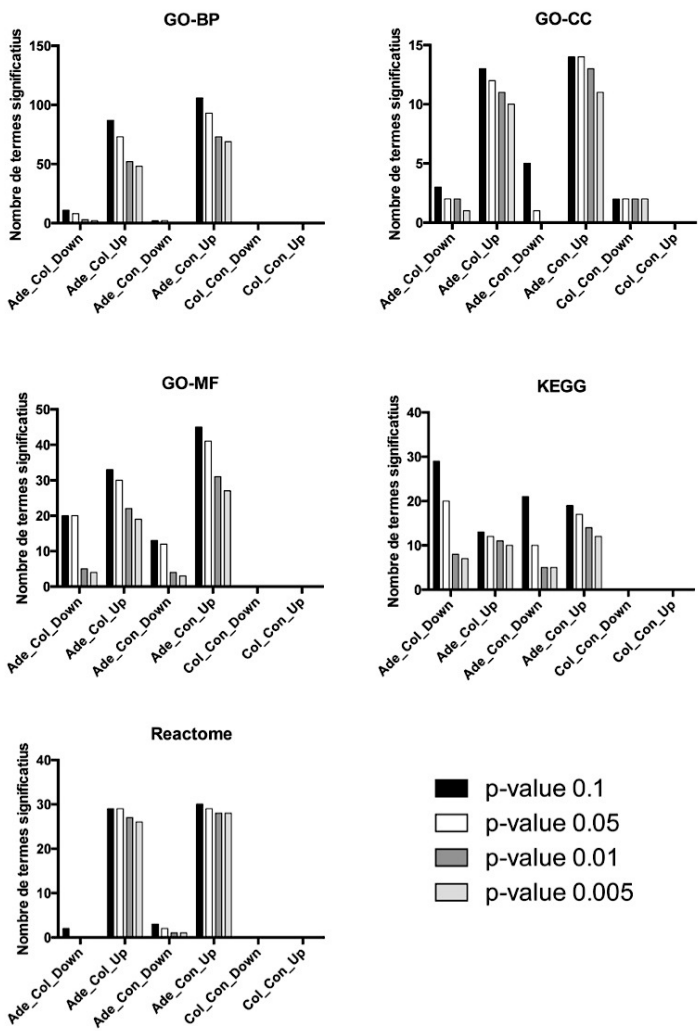 GO-BP
Nombre de termes significatius
150
100
50
0
Ade_Col_Down
Ade_Col_Up
Ade_Con_Down
Ade_Con_Up
Col_Con_Down
Col_Con_Up
GO-CC
Nombre de termes significatius
15
10
5
0
Ade_Col_Down
Ade_Col_Up
Ade_Con_Down
Ade_Con_Up
Col_Con_Down
Col_Con_Up
GO-MF
Nombre de termes significatius
50
40
30
20
10
0
Ade_Col_Down
Ade_Col_Up
Ade_Con_Down
Ade_Con_Up
Col_Con_Down
Col_Con_Up
KEGG
Nombre de termes significatius
40
30
20
10
0
Ade_Col_Down
Ade_Col_Up
Ade_Con_Down
Ade_Con_Up
Col_Con_Down
Col_Con_Up
Reactome
Nombre de termes significatius
40
30
20
10
0
Ade_Col_Down
Ade_Col_Up
Ade_Con_Down
Ade_Con_Up
Col_Con_Down
Col_Con_Up
p-value 0.1
p-value 0.05
p-value 0.01
p-value 0.005